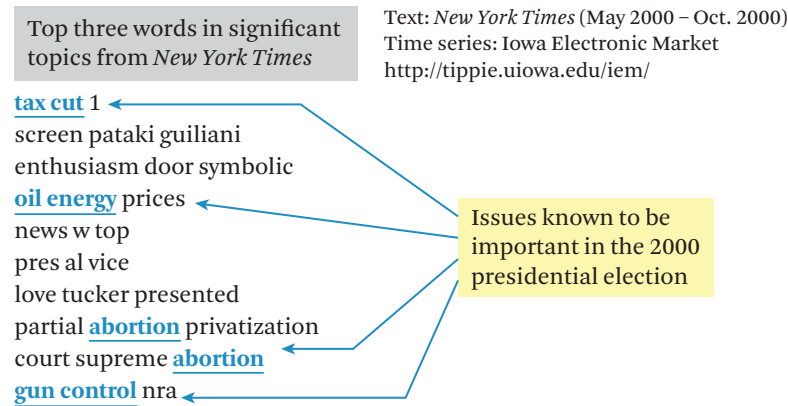 Top three words in significant
topics from New York Times
Text: New York Times (May 2000 – Oct. 2000)
Time series: Iowa Electronic Market
http://tippie.uiowa.edu/iem/
tax cut 1
screen pataki guiliani
enthusiasm door symbolic
oil energy prices
news w top
pres al vice
love tucker presented
partial abortion privatization
court supreme abortion
gun control nra
Issues known to be
important in the 2000
presidential election